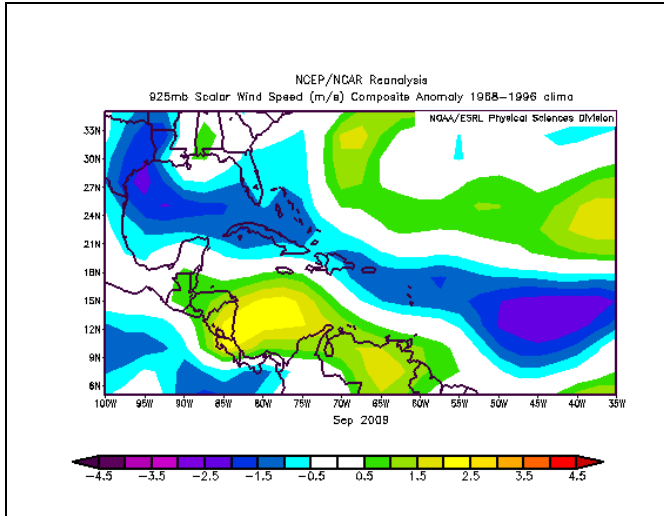 NCEP/NCAR Reanalysis
925mb Scalar Wind Speed (m/s) Composite Anomaly 1968-1996 clima
NOAA/ESRL Physical Sciences Division
33N
30N
27N
24N
21N
18N
15N
12N
9N
6N
100W 95W 90W 85W 80W 75W 70W 65W 60W 55W 50W 45W 40W 35W
Sep 2009
-4.5 -3.5 -2.5 -1.5 -0.5 0.5 1.5 2.5 3.5 4.5